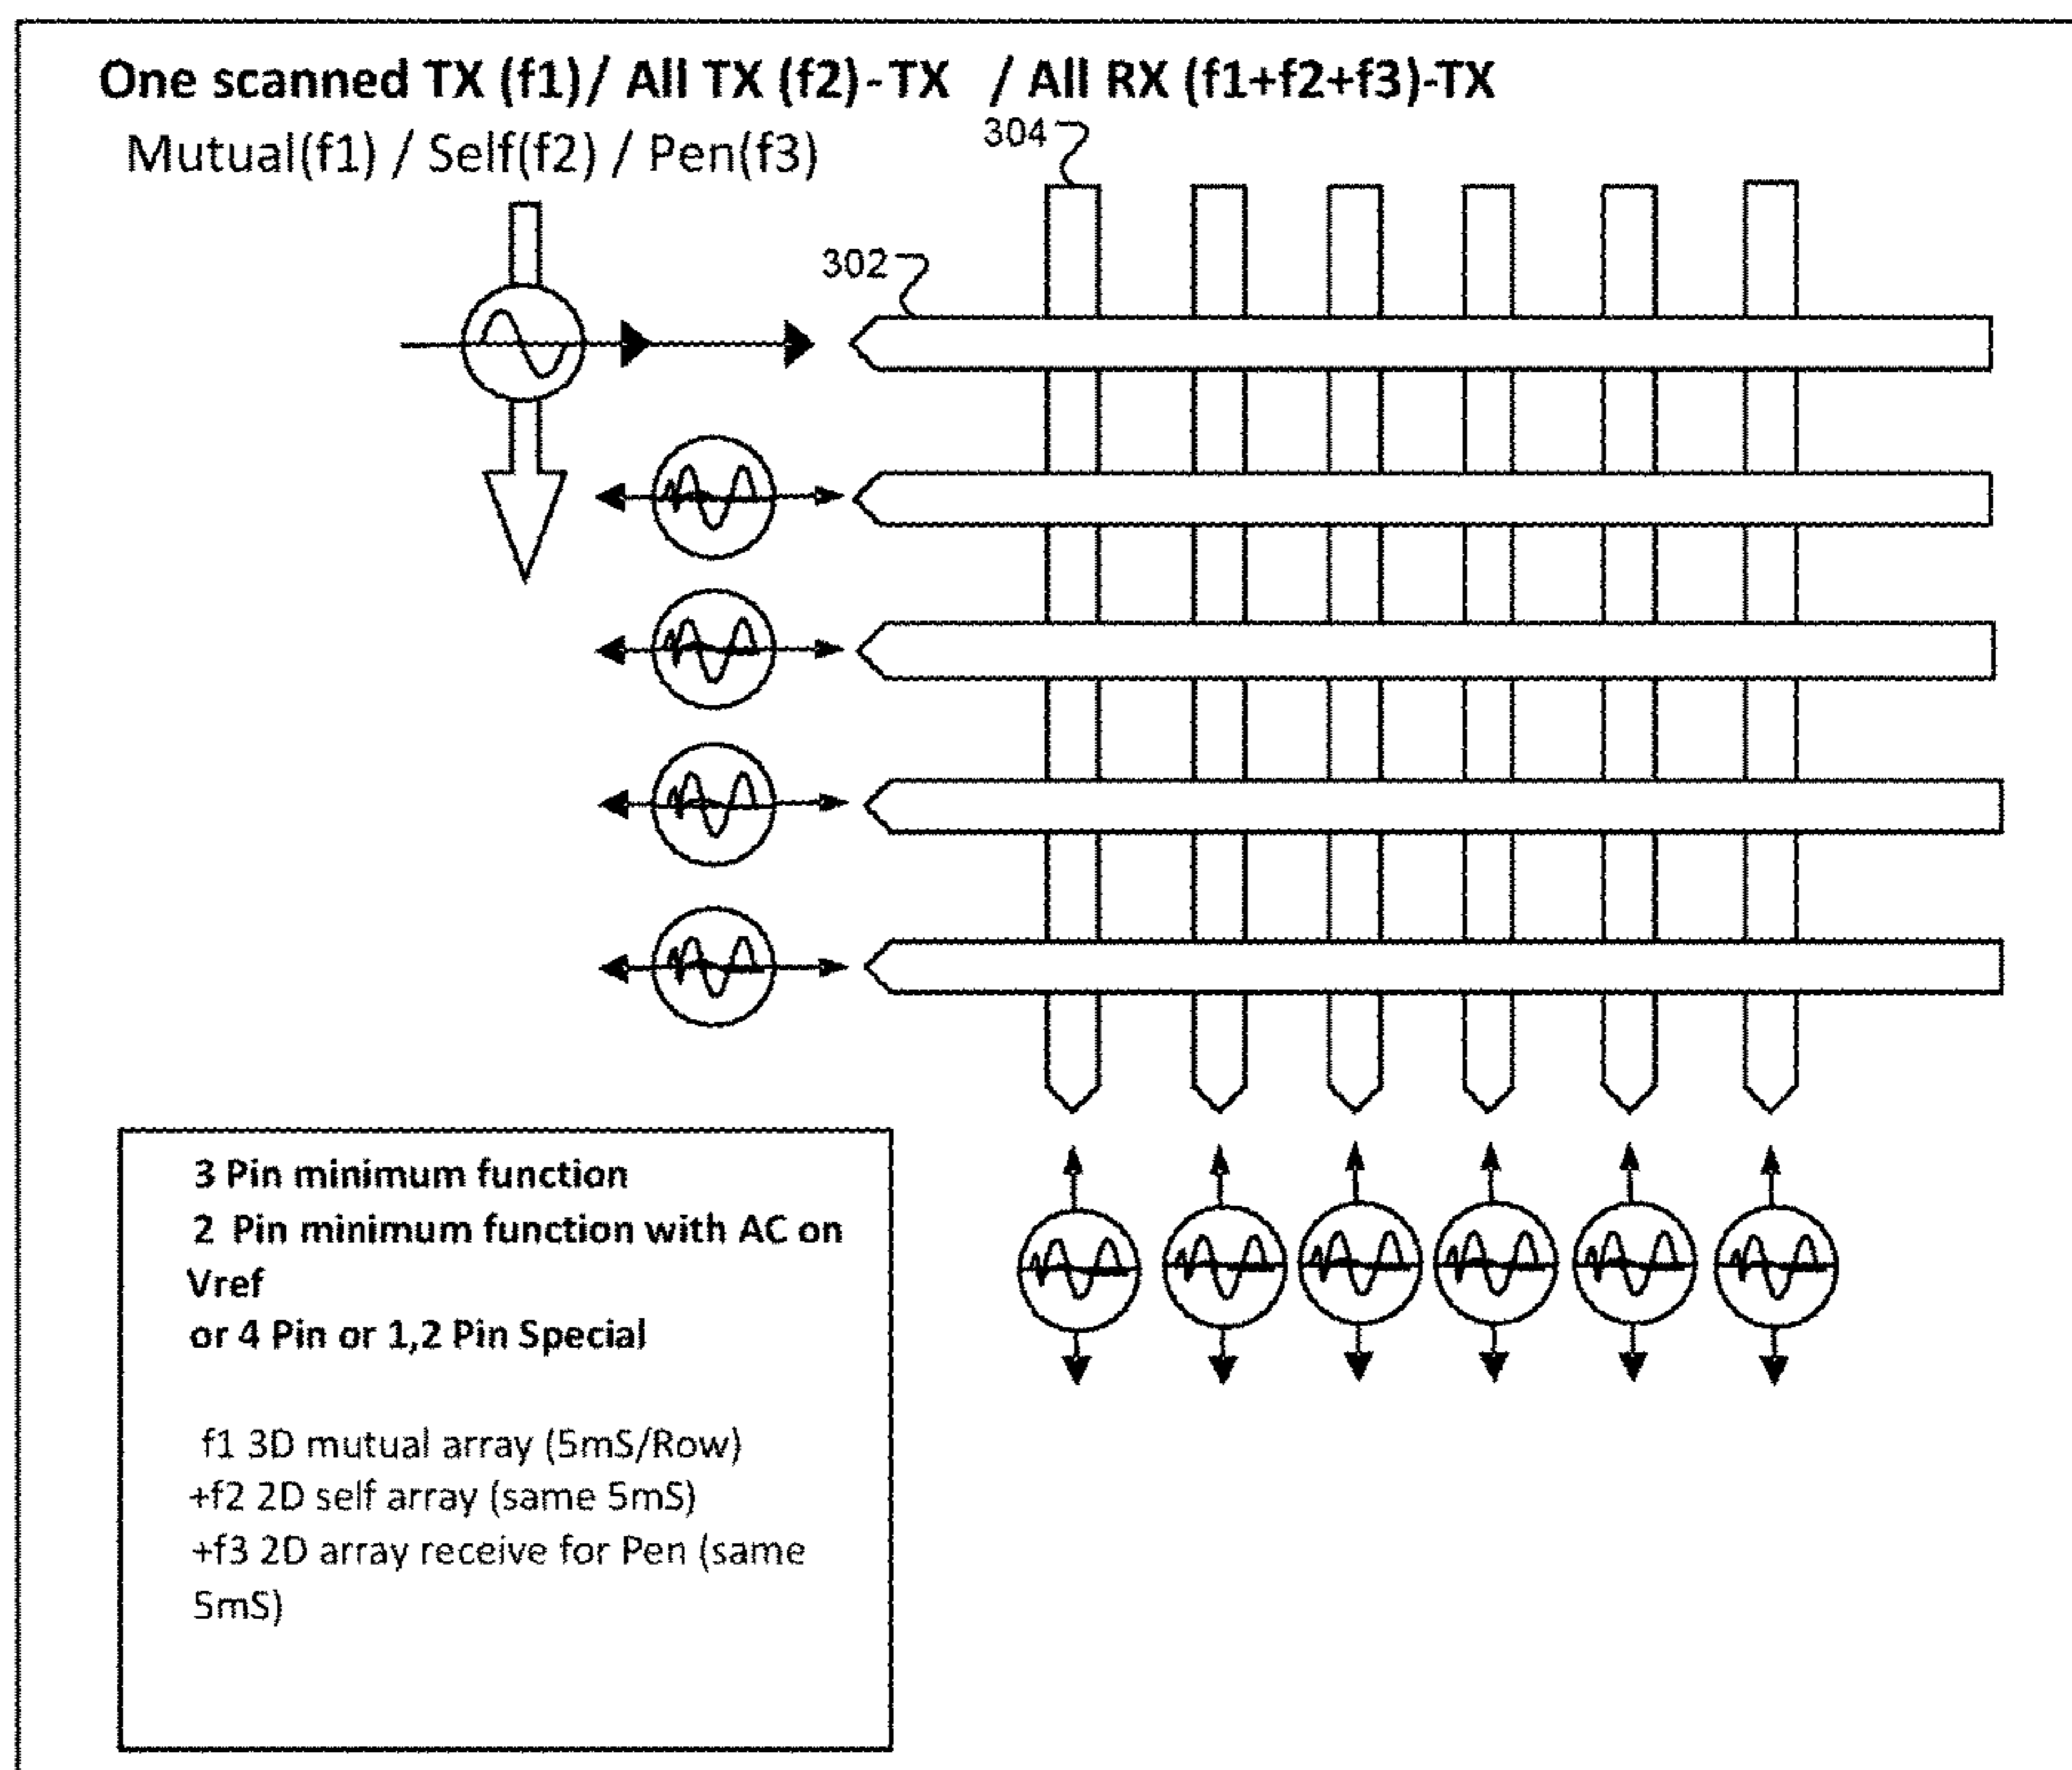 One scanned TX (f1)/ All TX (f2)-TX / All RX (f1+f2+f3)-TX
Mutual(f1) / Self(f2) / Pen(f3)
304
302
3 Pin minimum function
2 Pin minimum function with AC on
Vref
or 4 Pin or 1,2 Pin Special
f1 3D mutual array (5mS/Row)
+f2 2D self array (same 5mS)
+f3 2D array receive for Pen (same
5mS)